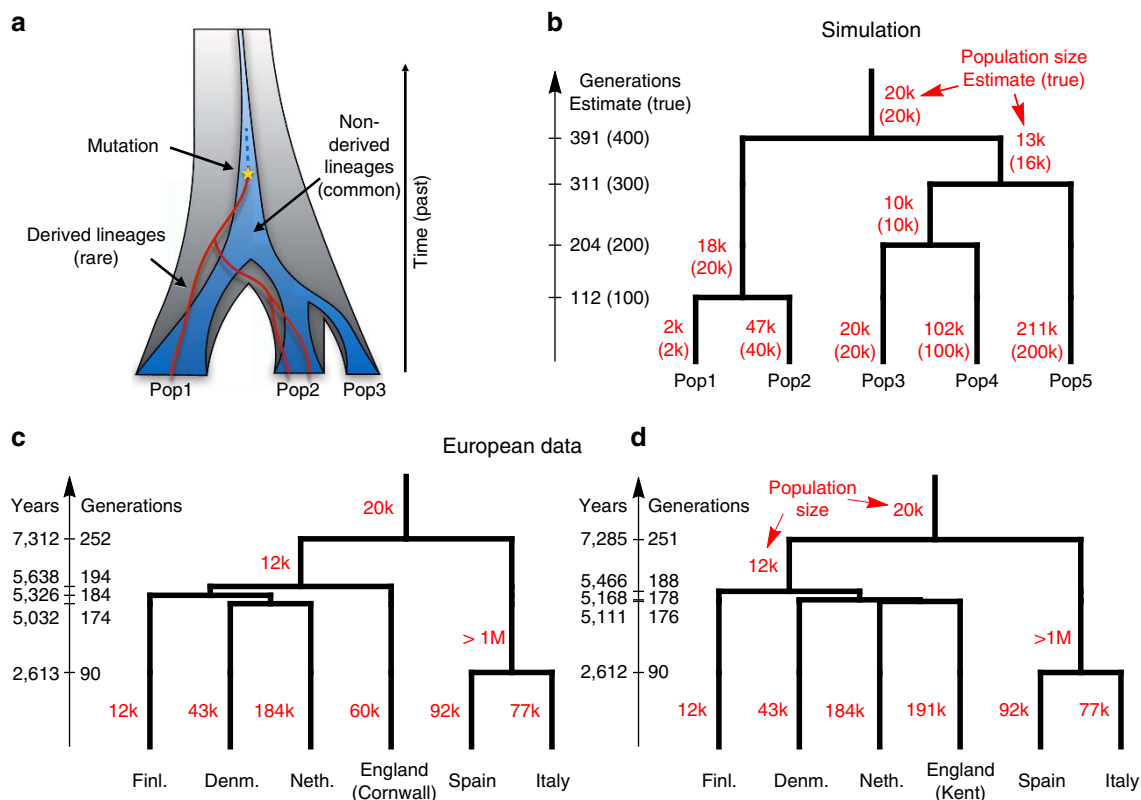 a
Mutation
Non-
derived
lineages
(common)
Derived lineages
(rare)
Time (past)
Pop1
Pop2
Pop3
b
Simulation
Generations
Estimate (true)
Population size
Estimate (true)
20k
(20k)
391 (400)
13k
(16k)
311 (300)
10k
(10k)
204 (200)
18k
(20k)
112 (100)
2k
(2k)
47k
(40k)
20k
(20k)
102k
(100k)
211k
(200k)
Pop1
Pop2
Pop3
Pop4
Pop5
European data
c
Years
Generations
20k
7,312
252
12k
5,638
194
5,326
184
5,032
174
> 1M
2,613
90
12k
43k
184k
60k
92k
77k
Finl.
Denm.
Neth.
England
(Cornwall)
Spain
Italy
d
Years
Generations
Population
size
20k
7,285
251
12k
5,466
188
5,168
178
5,111
176
>1M
2,612
90
12k
43k
184k
191k
92k
77k
Finl.
Denm.
Neth.
England
(Kent)
Spain
Italy